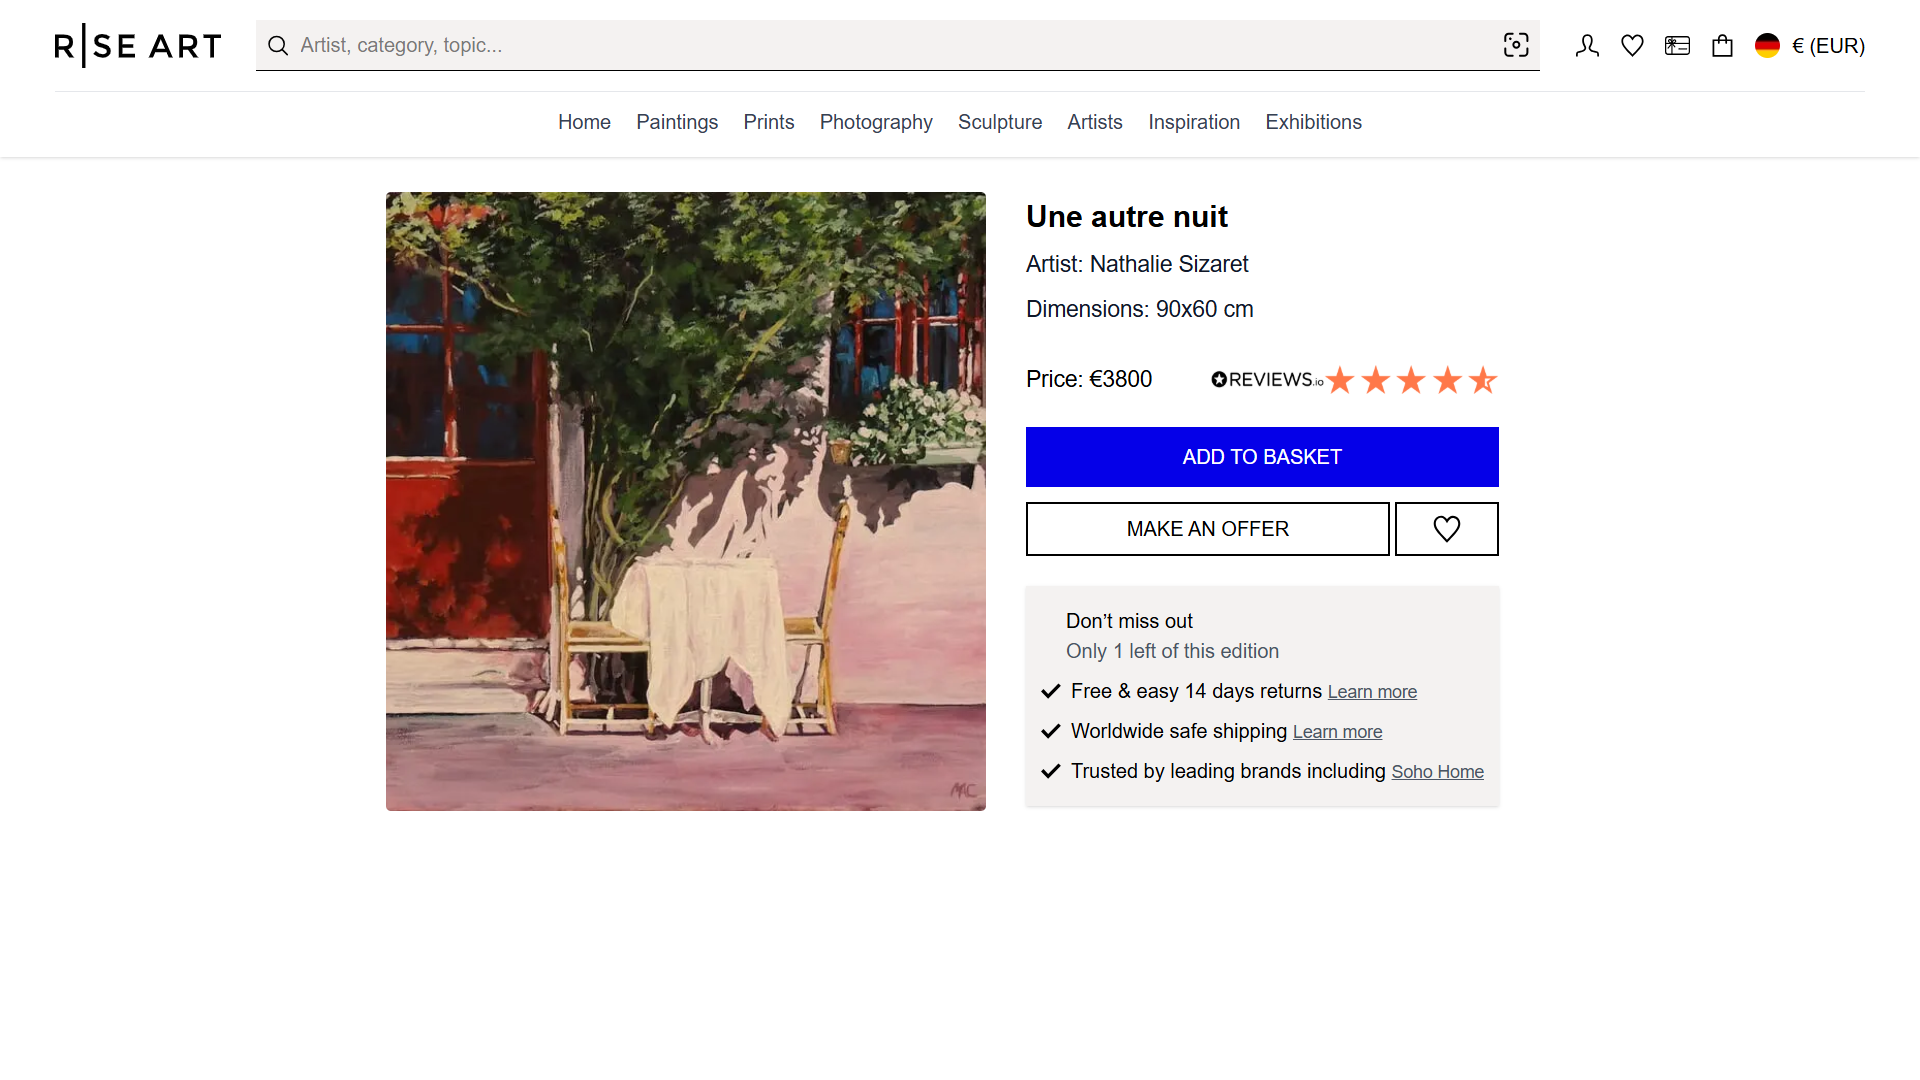 R|SE ART
Artist, category, topic...
€ (EUR)
Home Paintings Prints Photography Sculpture Artists Inspiration Exhibitions
Une autre nuit
Artist: Nathalie Sizaret
Dimensions: 90x60 cm
Price: €3800
REVIEWS.io
ADD TO BASKET
MAKE AN OFFER
Don’t miss out
Only 1 left of this edition
Free & easy 14 days returns Learn more
Worldwide safe shipping Learn more
Trusted by leading brands including Soho Home
MAC